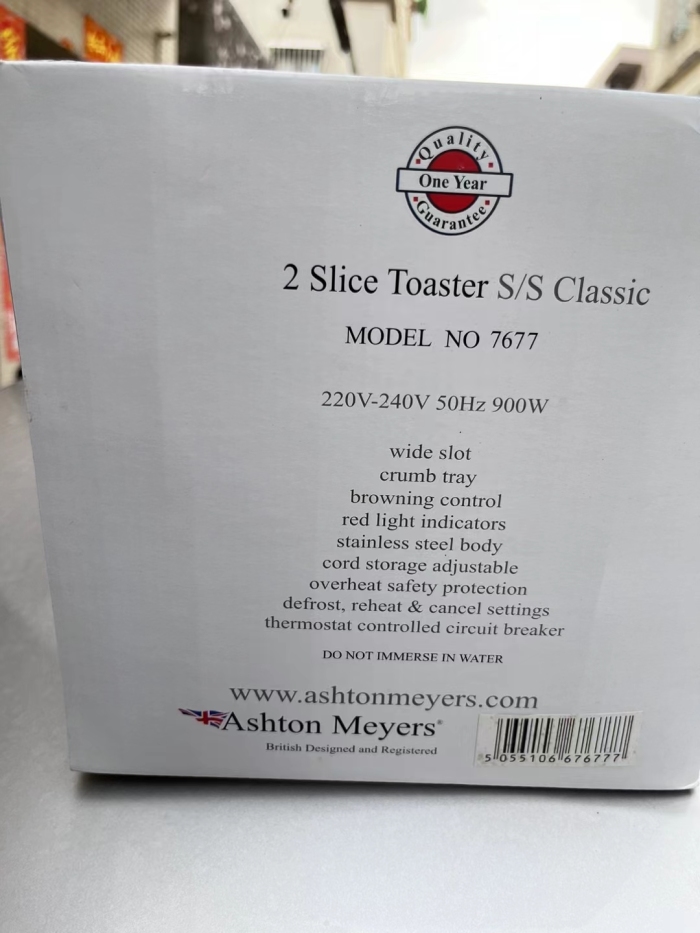 Quality
One Year
Guarantee
2 Slice Toaster S/S Classic
MODEL NO 7677
220V-240V 50Hz 900W
wide slot
crumb tray
browning control
red light indicators
stainless steel body
cord storage adjustable
overheat safety protection
defrost, reheat & cancel settings
thermostat controlled circuit breaker
DO NOT IMMERSE IN WATER
www.ashtonmeyers.com
Ashton Meyers®
British Designed and Registered
5 055106 676777